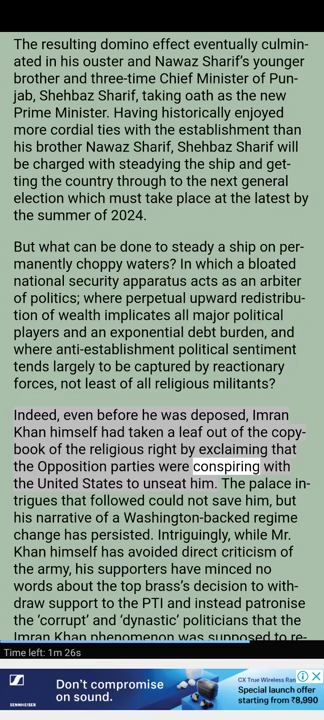 The resulting domino effect eventually culmin-
ated in his ouster and Nawaz Sharif's younger
brother and three-time Chief Minister of Pun-
jab, Shehbaz Sharif, taking oath as the new
Prime Minister. Having historically enjoyed
more cordial ties with the establishment than
his brother Nawaz Sharif, Shehbaz Sharif will
be charged with steadying the ship and get-
ting the country through to the next general
election which must take place at the latest by
the summer of 2024.
But what can be done to steady a ship on per-
manently choppy waters? In which a bloated
national security apparatus acts as an arbiter
of politics; where perpetual upward redistribu-
tion of wealth implicates all major political
players and an exponential debt burden, and
where anti-establishment political sentiment
tends largely to be captured by reactionary
forces, not least of all religious militants?
Indeed, even before he was deposed, Imran
Khan himself had taken a leaf out of the copy-
book of the religious right by exclaiming that
the Opposition parties were conspiring with
the United States to unseat him. The palace in-
trigues that followed could not save him, but
his narrative of a Washington-backed regime
change has persisted. Intriguingly, while Mr.
Khan himself has avoided direct criticism of
the army, his supporters have minced no
words about the top brass's decision to with-
draw support to the PTI and instead patronise
the 'corrupt' and 'dynastic' politicians that the
Imran Khan phenomenon was supposed to re-
Time left: 1m 26s
SENNHEISER
Don't compromise
on sound.
CX True Wireless Ran
Special launch offer
starting from ₹8,990